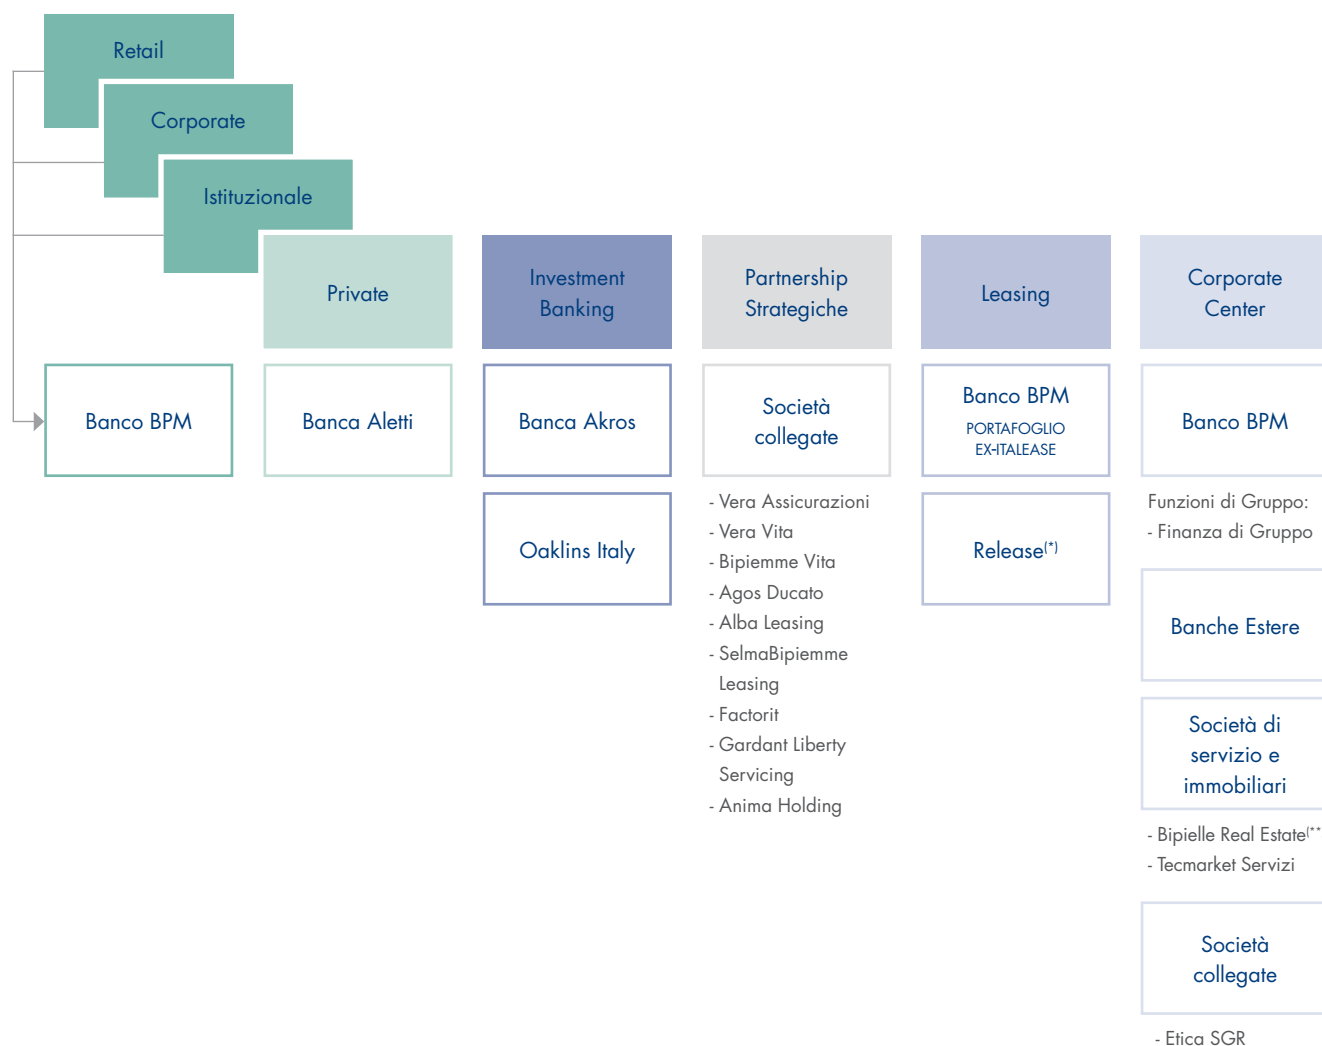 Retail
Corporate
Istituzionale
Private
Investment
Banking
Partnership
Strategiche
Leasing
Corporate
Center
Banco BPM
Banca Aletti
Banca Akros
Società
collegate
Banco BPM
PORTAFOGLIO
EX-ITALEASE
Banco BPM
Oaklins Italy
- Vera Assicurazioni
- Vera Vita
- Bipiemme Vita
- Agos Ducato
- Alba Leasing
- SelmaBipiemme
Leasing
- Factorit
- Gardant Liberty
Servicing
- Anima Holding
Release(*)
Funzioni di Gruppo:
- Finanza di Gruppo
Banche Estere
Società di
servizio e
immobiliari
- Bipielle Real Estate(**
- Tecmarket Servizi
Società
collegate
- Etica SGR